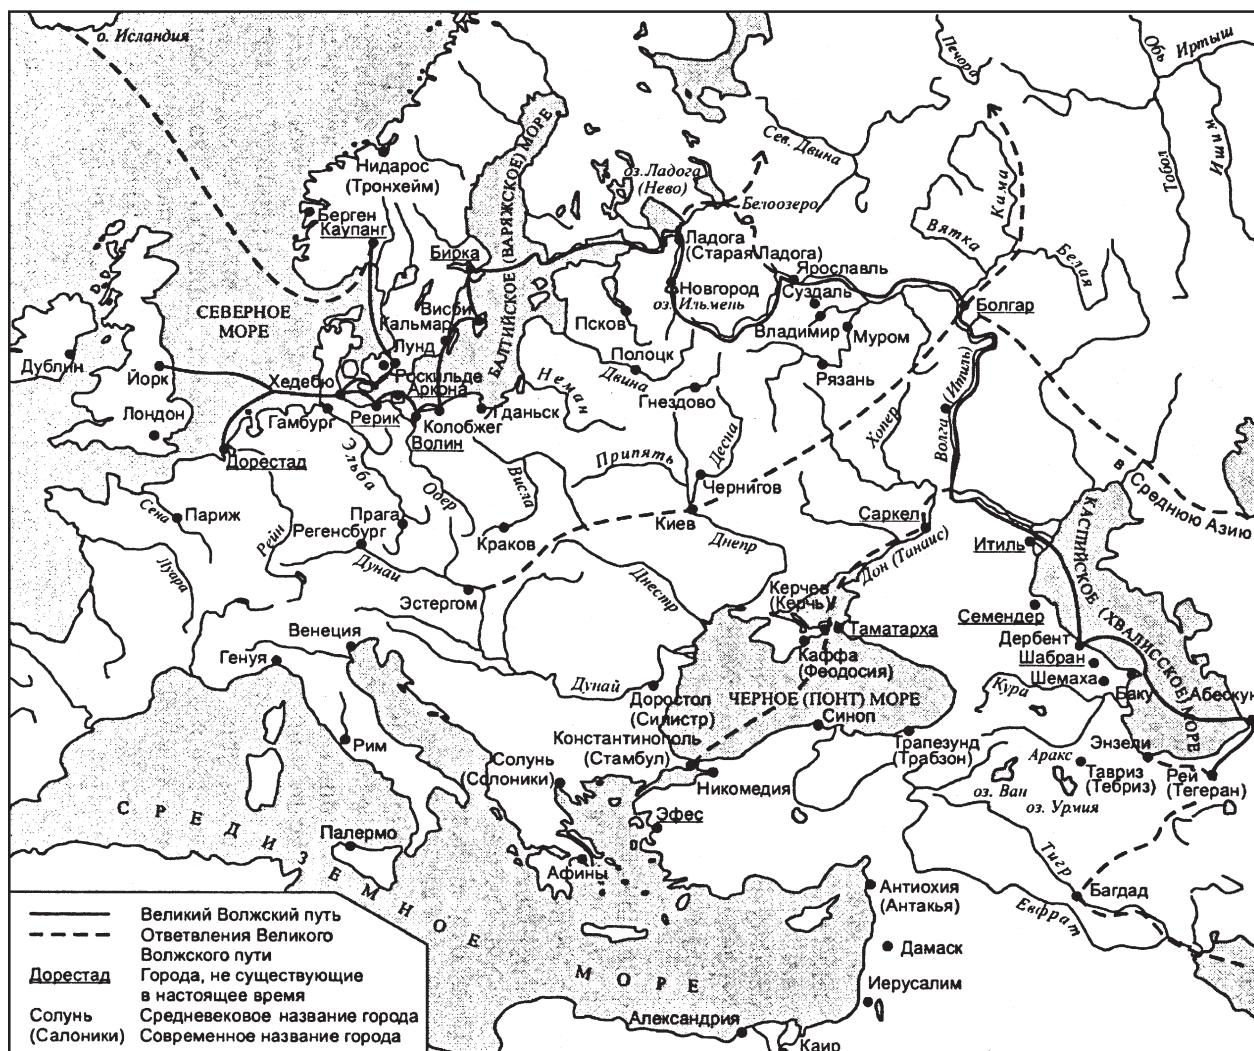 о. Исландия
Печора
Обь
Иртыш
Ишим
Тобол
Сев. Двина
Кама
Нидарос
(Тронхейм)
оз. Ладога
(Нево)
Белоозеро
Берген
Каупанг
Бирка
БАЛТИЙСКОЕ (ВАРЯЖСКОЕ) МОРЕ
Ладога
(Старая Ладога)
Вятка
Белая
Ярославль
Новгород
Суздаль
оз. Ильмень
Болгар
СЕВЕРНОЕ
МОРЕ
Висби
Кальмар
Псков
Владимир
Муром
Дублин
Йорк
Лунд
Полоцк
Рязань
Хедебю
Роскильде
Аркона
Неман
Двина
Гнездово
Волга (Итиль)
Лондон
Гамбург
Рерик
Колобжег
Гданьск
Волин
Хопер
Дорестад
Эльба
Одер
Висла
Припять
Десна
Чернигов
в Среднюю Азию
Сена
Париж
Рейн
Прага
Регенсбург
Краков
Киев
Днепр
Саркел
Дон (Танаис)
Итиль
КАСПИЙСКОЕ (ХВАЛИССКОЕ) МОРЕ
Луара
Дунай
Эстергом
Днестр
Керчев
(Керчь)
Семендер
Венеция
Генуя
Таматарха
Дербент
Каффа
(Феодосия)
Шабран
Шемаха
Дунай
Доростол
(Силистр)
ЧЕРНОЕ (ПОНТ) МОРЕ
Кура
Баку
Абескун
Синоп
Рим
Константинополь
(Стамбул)
Трапезунд
(Трабзон)
Аракс
Энзели
Солунь
(Солоники)
Никомедия
оз. Ван
Тавриз
(Тебриз)
Рей
(Тегеран)
оз. Урмия
СРЕДИЗЕМНОЕ МОРЕ
Палермо
Эфес
Афины
Тигр
Багдад
Евфрат
Антиохия
(Антакья)
Дамаск
Иерусалим
Александрия
Каир
Великий Волжский путь
Ответвления Великого
Волжского пути
Дорестад Города, не существующие
в настоящее время
Солунь Средневековое название города
(Салоники) Современное название города